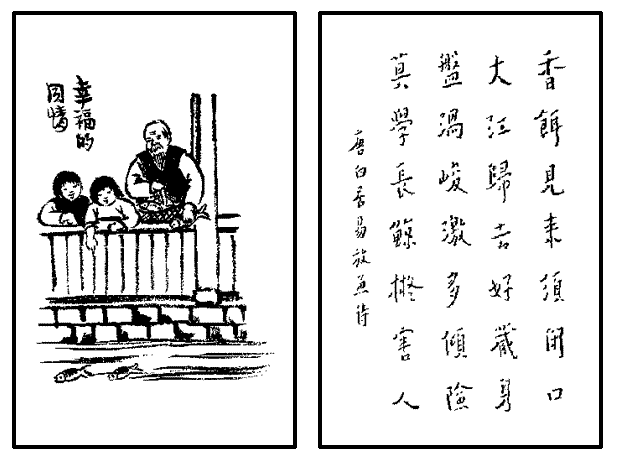 香餌見來須閉口
大江歸去好藏身
盤渦峻激多傾險
莫學長鯨擬害人
唐白居易放魚詩
幸福的
同情